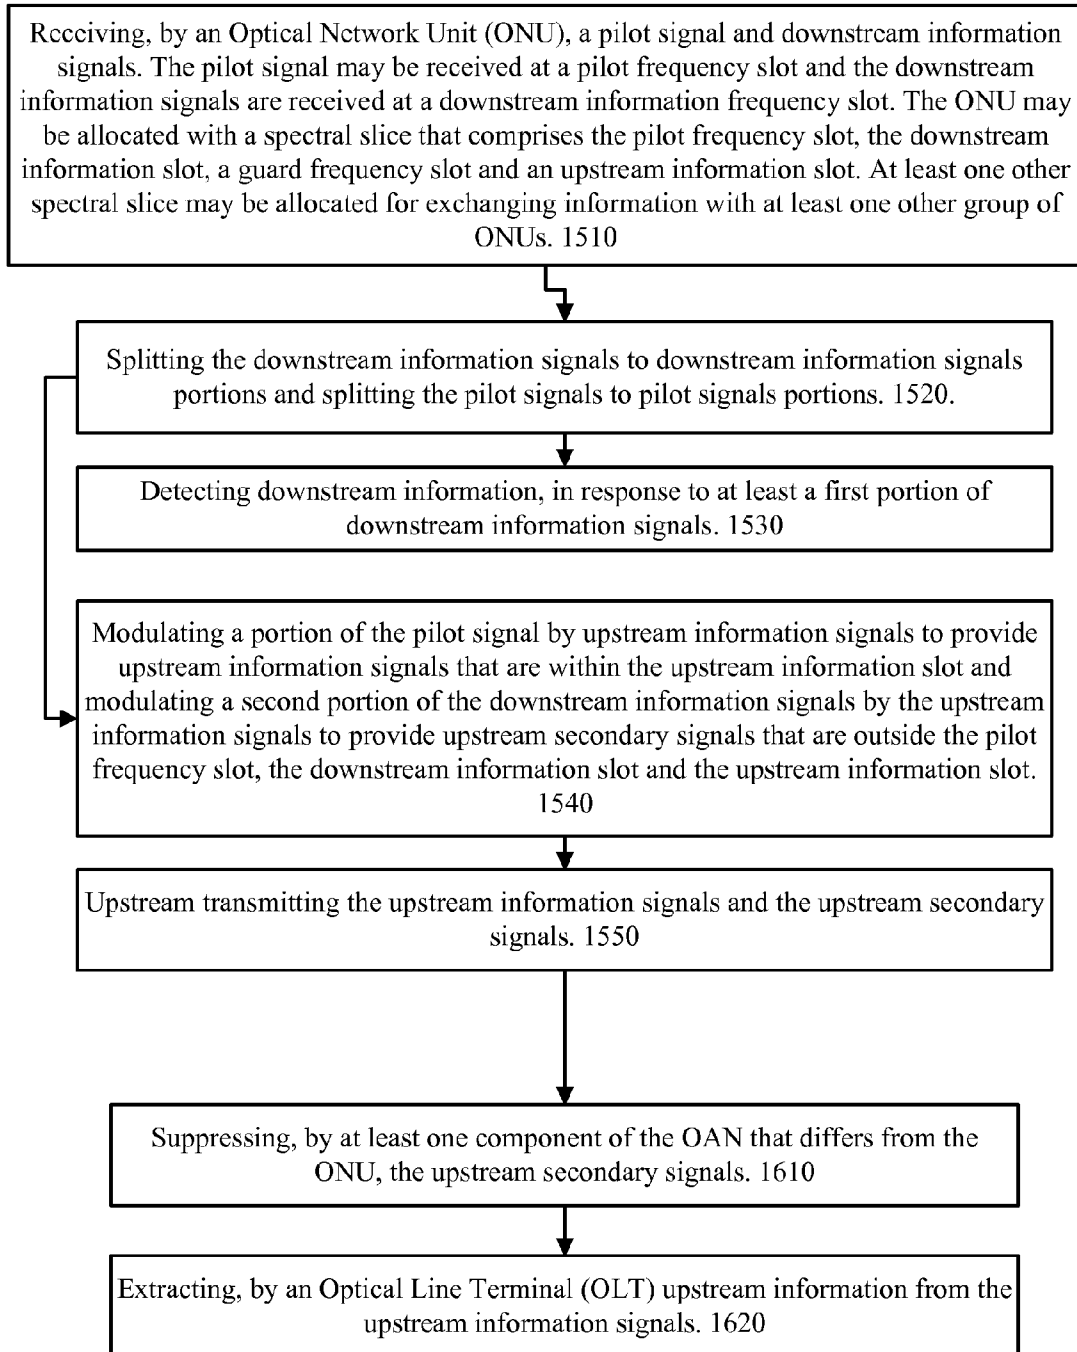 Receiving, by an Optical Network Unit (ONU), a pilot signal and downstream information
signals. The pilot signal may be received at a pilot frequency slot and the downstream
information signals are received at a downstream information frequency slot. The ONU may
be allocated with a spectral slice that comprises the pilot frequency slot, the downstream
information slot, a guard frequency slot and an upstream information slot. At least one other
spectral slice may be allocated for exchanging information with at least one other group of
ONUs. 1510
Splitting the downstream information signals to downstream information signals
portions and splitting the pilot signals to pilot signals portions. 1520.
Detecting downstream information, in response to at least a first portion of
downstream information signals. 1530
Modulating a portion of the pilot signal by upstream information signals to provide
upstream information signals that are within the upstream information slot and
modulating a second portion of the downstream information signals by the upstream
information signals to provide upstream secondary signals that are outside the pilot
frequency slot, the downstream information slot and the upstream information slot.
1540
Upstream transmitting the upstream information signals and the upstream secondary
signals. 1550
Suppressing, by at least one component of the OAN that differs from the
ONU, the upstream secondary signals. 1610
Extracting, by an Optical Line Terminal (OLT) upstream information from the
upstream information signals. 1620